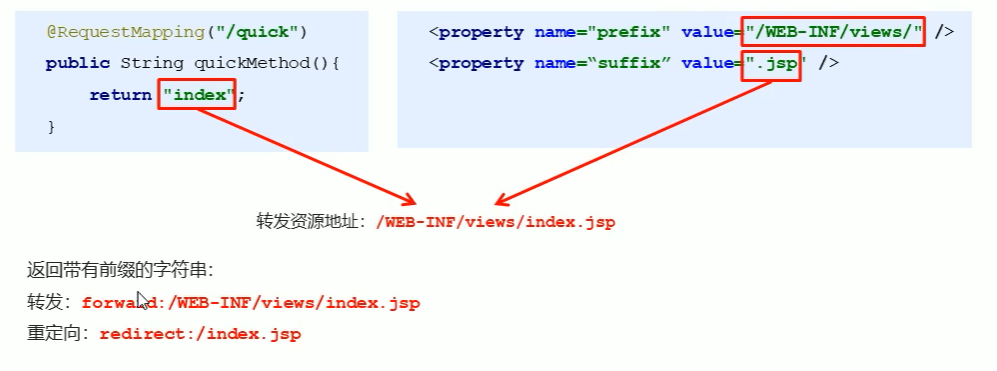 @RequestMapping("/quick")
public String quickMethod(){
return "index";
}
<property name="prefix" value="/WEB-INF/views/" />
<property name=“suffix” value=".jsp" />
转发资源地址：/WEB-INF/views/index.jsp
返回带有前缀的字符串：
转发：forward:/WEB-INF/views/index.jsp
重定向：redirect:/index.jsp